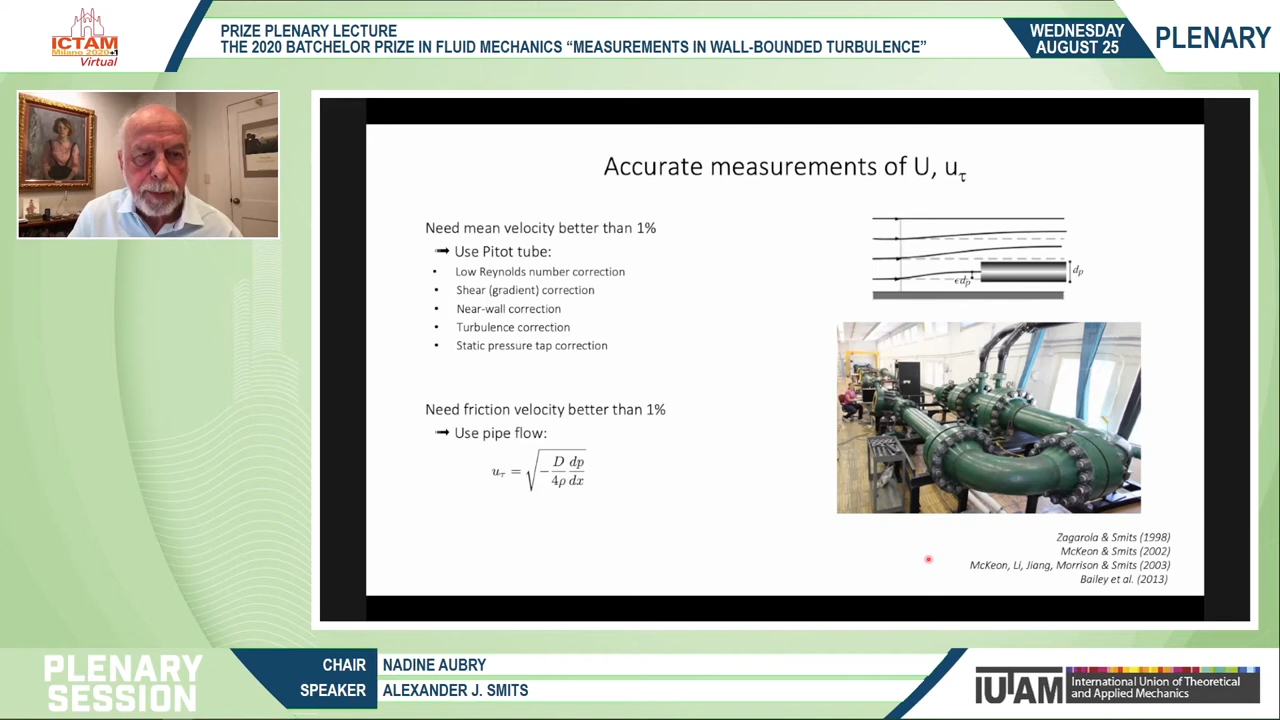 ICTAM
Milano 2020+1
Virtual
PRIZE PLENARY LECTURE
THE 2020 BATCHELOR PRIZE IN FLUID MECHANICS “MEASUREMENTS IN WALL-BOUNDED TURBULENCE”
WEDNESDAY
AUGUST 25
PLENARY
Accurate measurements of U, uτ
Need mean velocity better than 1%
➞ Use Pitot tube:
• Low Reynolds number correction
• Shear (gradient) correction
• Near-wall correction
• Turbulence correction
• Static pressure tap correction
ϵdp
dp
Need friction velocity better than 1%
➞ Use pipe flow:
uτ = √(−D/4ρ dp/dx)
Zagarola & Smits (1998)
McKeon & Smits (2002)
McKeon, Li, Jiang, Morrison & Smits (2003)
Bailey et al. (2013)
PLENARY
SESSION
CHAIR NADINE AUBRY
SPEAKER ALEXANDER J. SMITS
IUTAM
International Union of Theoretical
and Applied Mechanics